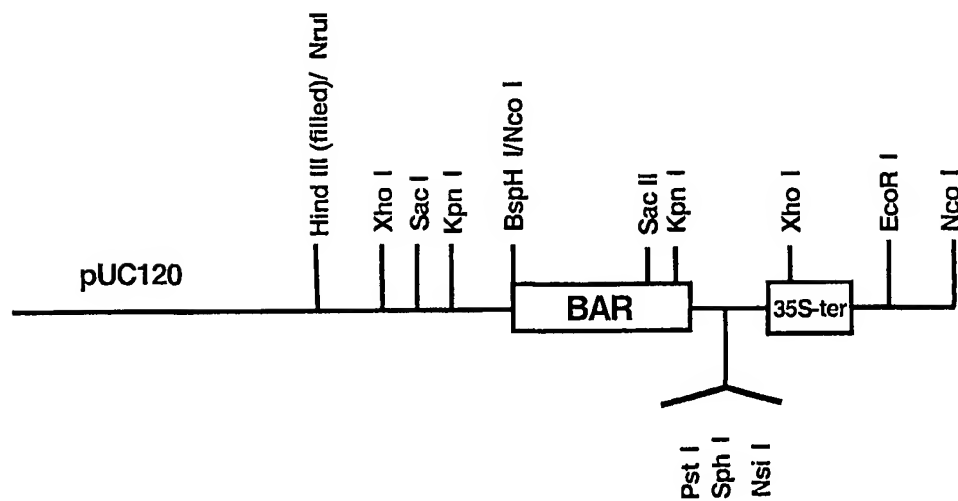 pUC120
Hind III (filled)/ NruI
Xho I
Sac I
Kpn I
BspH I/Nco I
Sac II
Kpn I
Xho I
EcoR I
Nco I
BAR
35S-ter
Pst I
Sph I
Nsi I